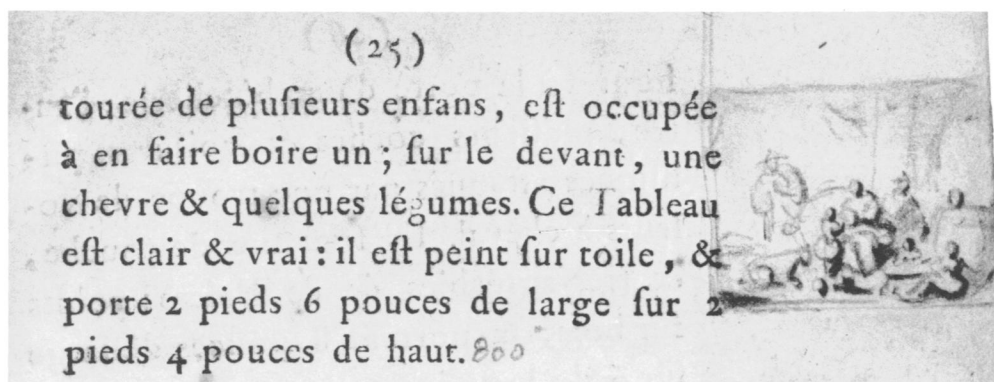 (25)
tourée de pluſieurs enfans, eſt occupée
à en faire boire un; ſur le devant, une
chevre & quelques légumes. Ce Tableau
eſt clair & vrai: il eſt peint ſur toile, &
porte 2 pieds 6 pouces de large ſur 2
pieds 4 pouces de haut. 800